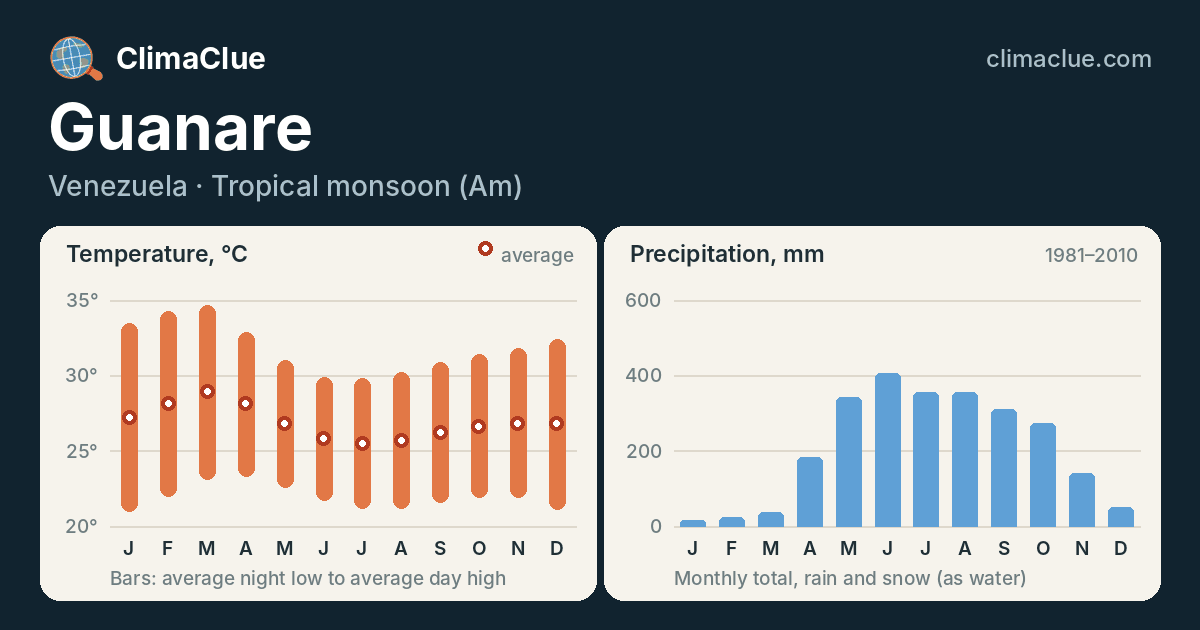 ClimaClue
climaclue.com
Guanare
Venezuela · Tropical monsoon (Am)
Temperature, °C
average
35°
30°
25°
20°
J F M A M J J A S O N D
Bars: average night low to average day high
Precipitation, mm
1981–2010
600
400
200
0
J F M A M J J A S O N D
Monthly total, rain and snow (as water)